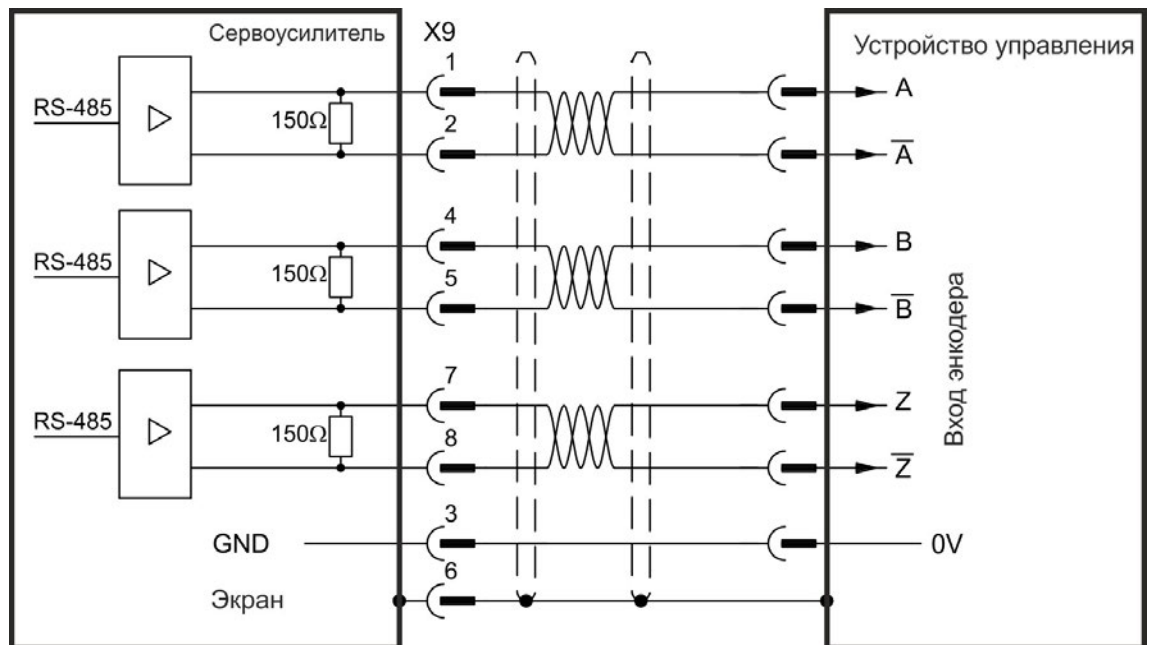 Сервоусилитель
X9
Устройство управления
1
A
RS-485
150Ω
2
A̅
4
B
RS-485
150Ω
5
B̅
Вход энкодера
7
Z
RS-485
150Ω
8
Z̅
3
GND
0V
6
Экран